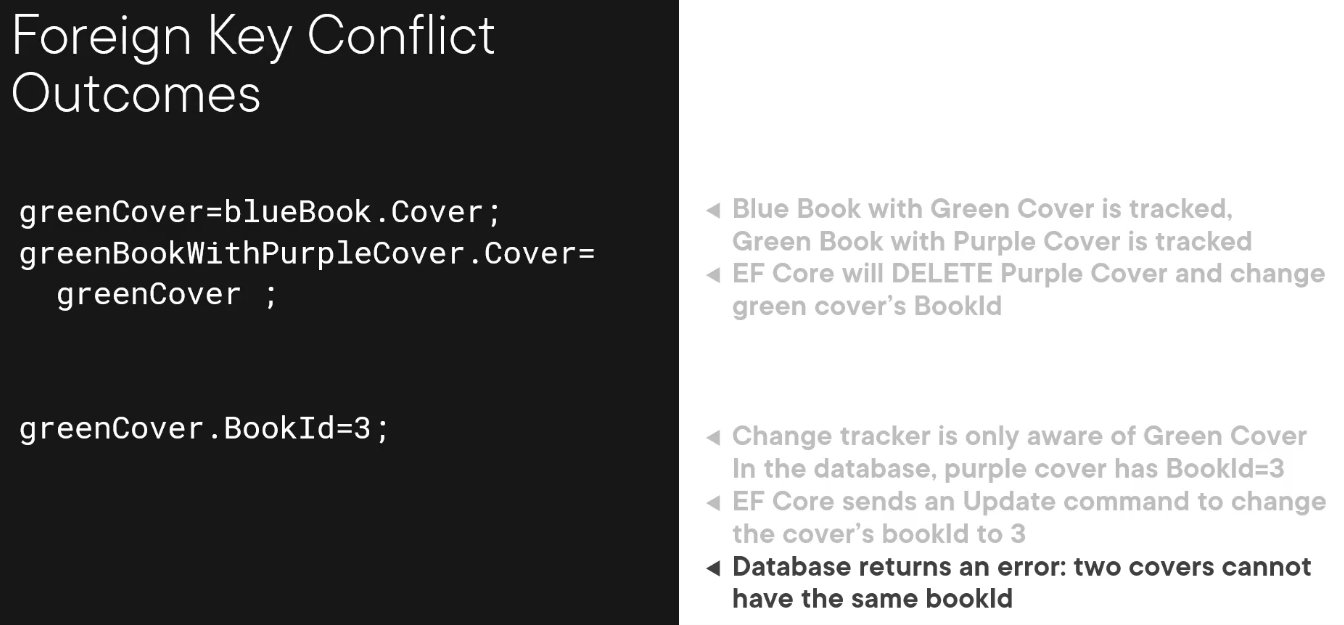 Foreign Key Conflict
Outcomes
greenCover=blueBook.Cover;
greenBookWithPurpleCover.Cover=
greenCover ;
◄ Blue Book with Green Cover is tracked,
Green Book with Purple Cover is tracked
◄ EF Core will DELETE Purple Cover and change
green cover’s BookId
greenCover.BookId=3;
◄ Change tracker is only aware of Green Cover
In the database, purple cover has BookId=3
◄ EF Core sends an Update command to change
the cover’s bookId to 3
◄ Database returns an error: two covers cannot
have the same bookId